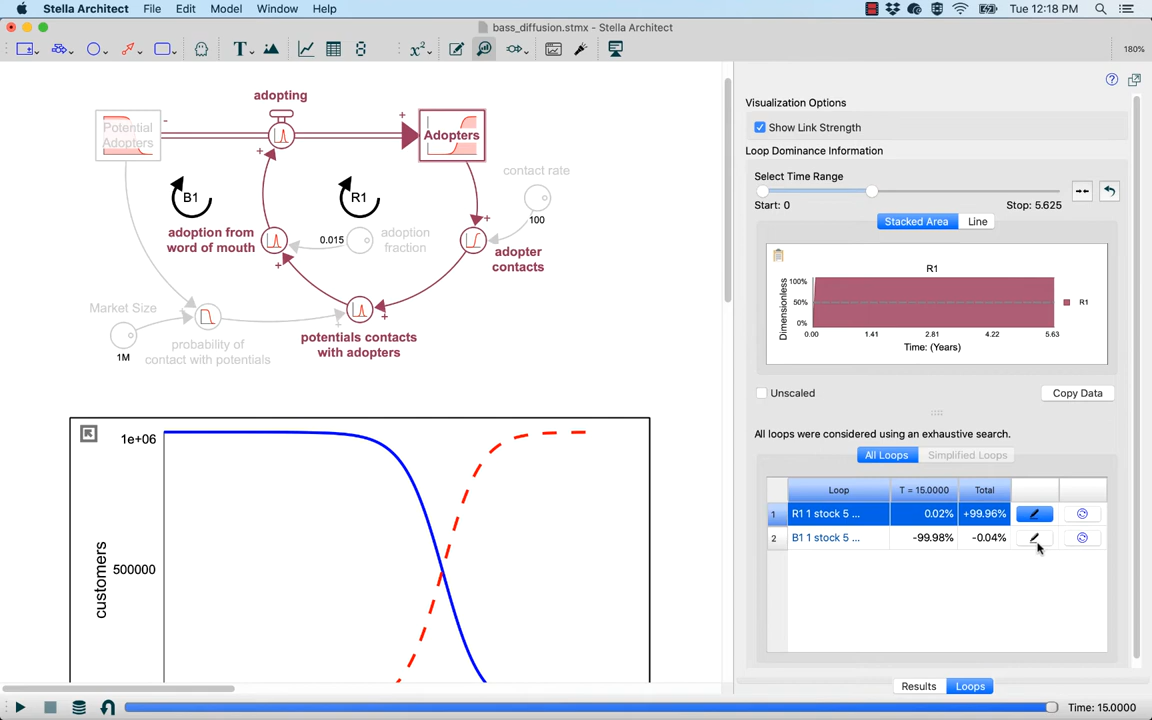 Stella Architect File Edit Model Window Help Tue 12:18 PM
bass_diffusion.stmx - Stella Architect
T x² 180%
adopting
Potential Adopters
-
+
Adopters
+
B1
R1
contact rate
100
adoption from word of mouth
0.015
adoption fraction
+
adopter contacts
+
Market Size
1M
probability of contact with potentials
+
+
potentials contacts with adopters
1e+06
500000
customers
Visualization Options
Show Link Strength
Loop Dominance Information
Select Time Range
Start: 0 Stop: 5.625
Stacked Area Line
R1
Dimensionless
100%
50%
0%
R1
0.00 1.41 2.81 4.22 5.63
Time: (Years)
Unscaled Copy Data
All loops were considered using an exhaustive search.
All Loops Simplified Loops
Loop T = 15.0000 Total
1 R1 1 stock 5 ... 0.02% +99.96%
2 B1 1 stock 5 ... -99.98% -0.04%
Results Loops
Time: 15.0000